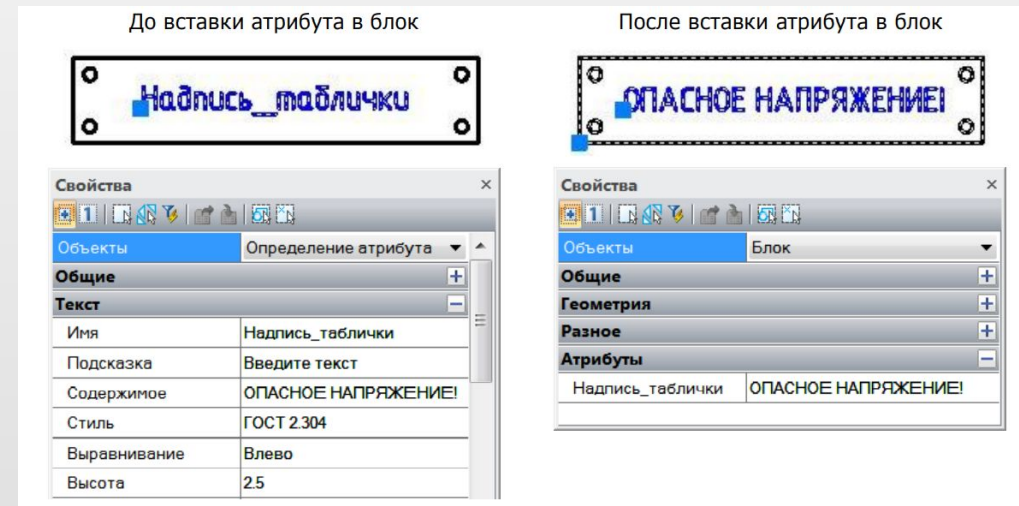 До вставки атрибута в блок
После вставки атрибута в блок
Надпись_таблички
ОПАСНОЕ НАПРЯЖЕНИЕ!
Свойства
1
Объекты Определение атрибута
Общие
Текст
Имя Надпись_таблички
Подсказка Введите текст
Содержимое ОПАСНОЕ НАПРЯЖЕНИЕ!
Стиль ГОСТ 2.304
Выравнивание Влево
Высота 2.5
Свойства
1
Объекты Блок
Общие
Геометрия
Разное
Атрибуты
Надпись_таблички ОПАСНОЕ НАПРЯЖЕНИЕ!